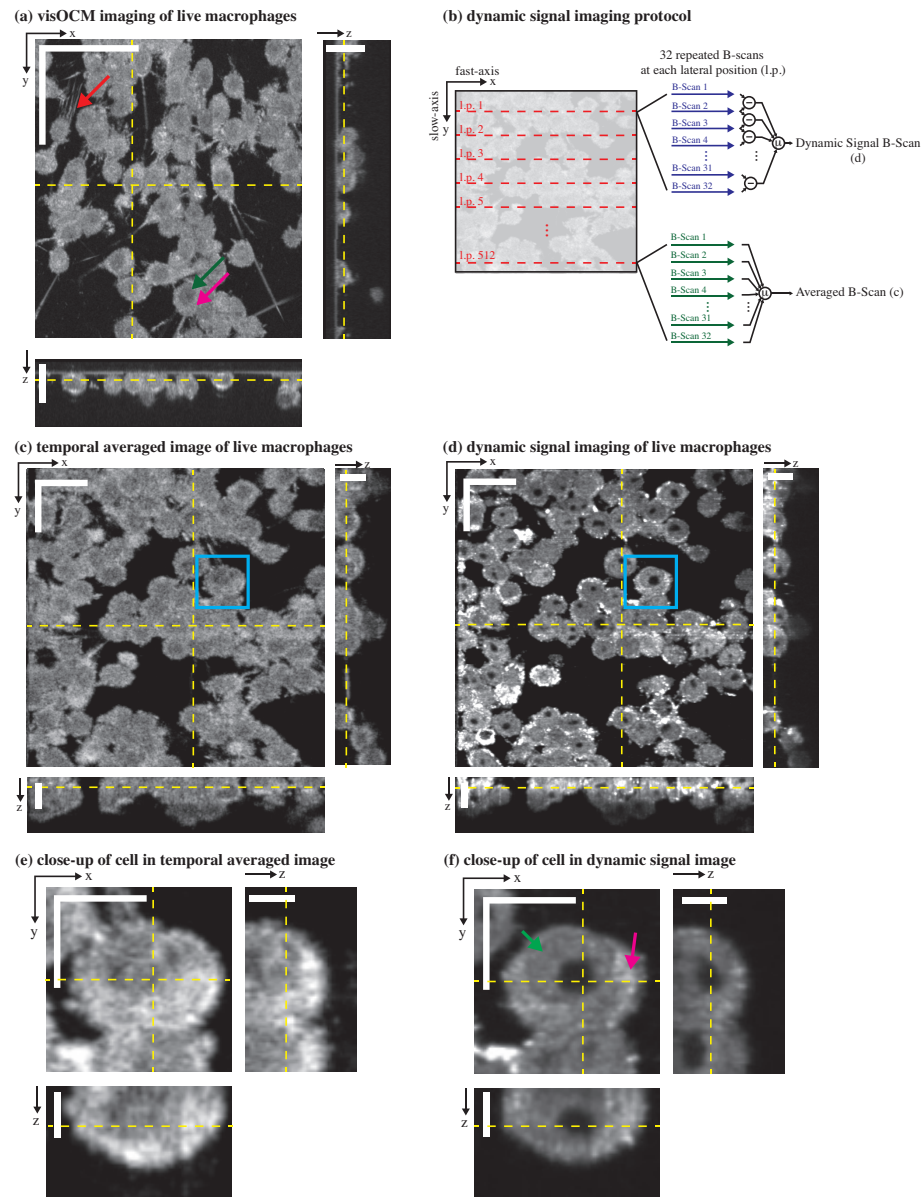 (a) visOCM imaging of live macrophages
x
y
z
z
(b) dynamic signal imaging protocol
32 repeated B-scans
at each lateral position (l.p.)
fast-axis
x
slow-axis
y
l.p. 1
l.p. 2
l.p. 3
l.p. 4
l.p. 5
l.p. 512
B-Scan 1
B-Scan 2
B-Scan 3
B-Scan 4
B-Scan 31
B-Scan 32
μ
Dynamic Signal B-Scan
(d)
B-Scan 1
B-Scan 2
B-Scan 3
B-Scan 4
B-Scan 31
B-Scan 32
μ
Averaged B-Scan (c)
(c) temporal averaged image of live macrophages
x
y
z
z
(d) dynamic signal imaging of live macrophages
x
y
z
z
(e) close-up of cell in temporal averaged image
x
y
z
z
(f) close-up of cell in dynamic signal image
x
y
z
z